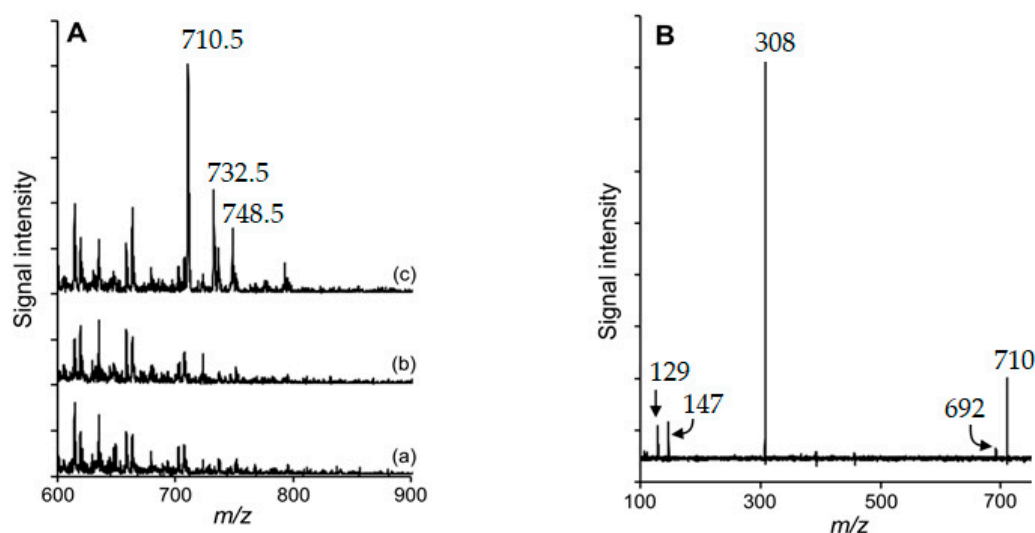 A
710.5
732.5
748.5
(c)
(b)
(a)
Signal intensity
600 700 800 900
m/z
B
308
129
147
692
710
Signal intensity
100 300 500 700
m/z